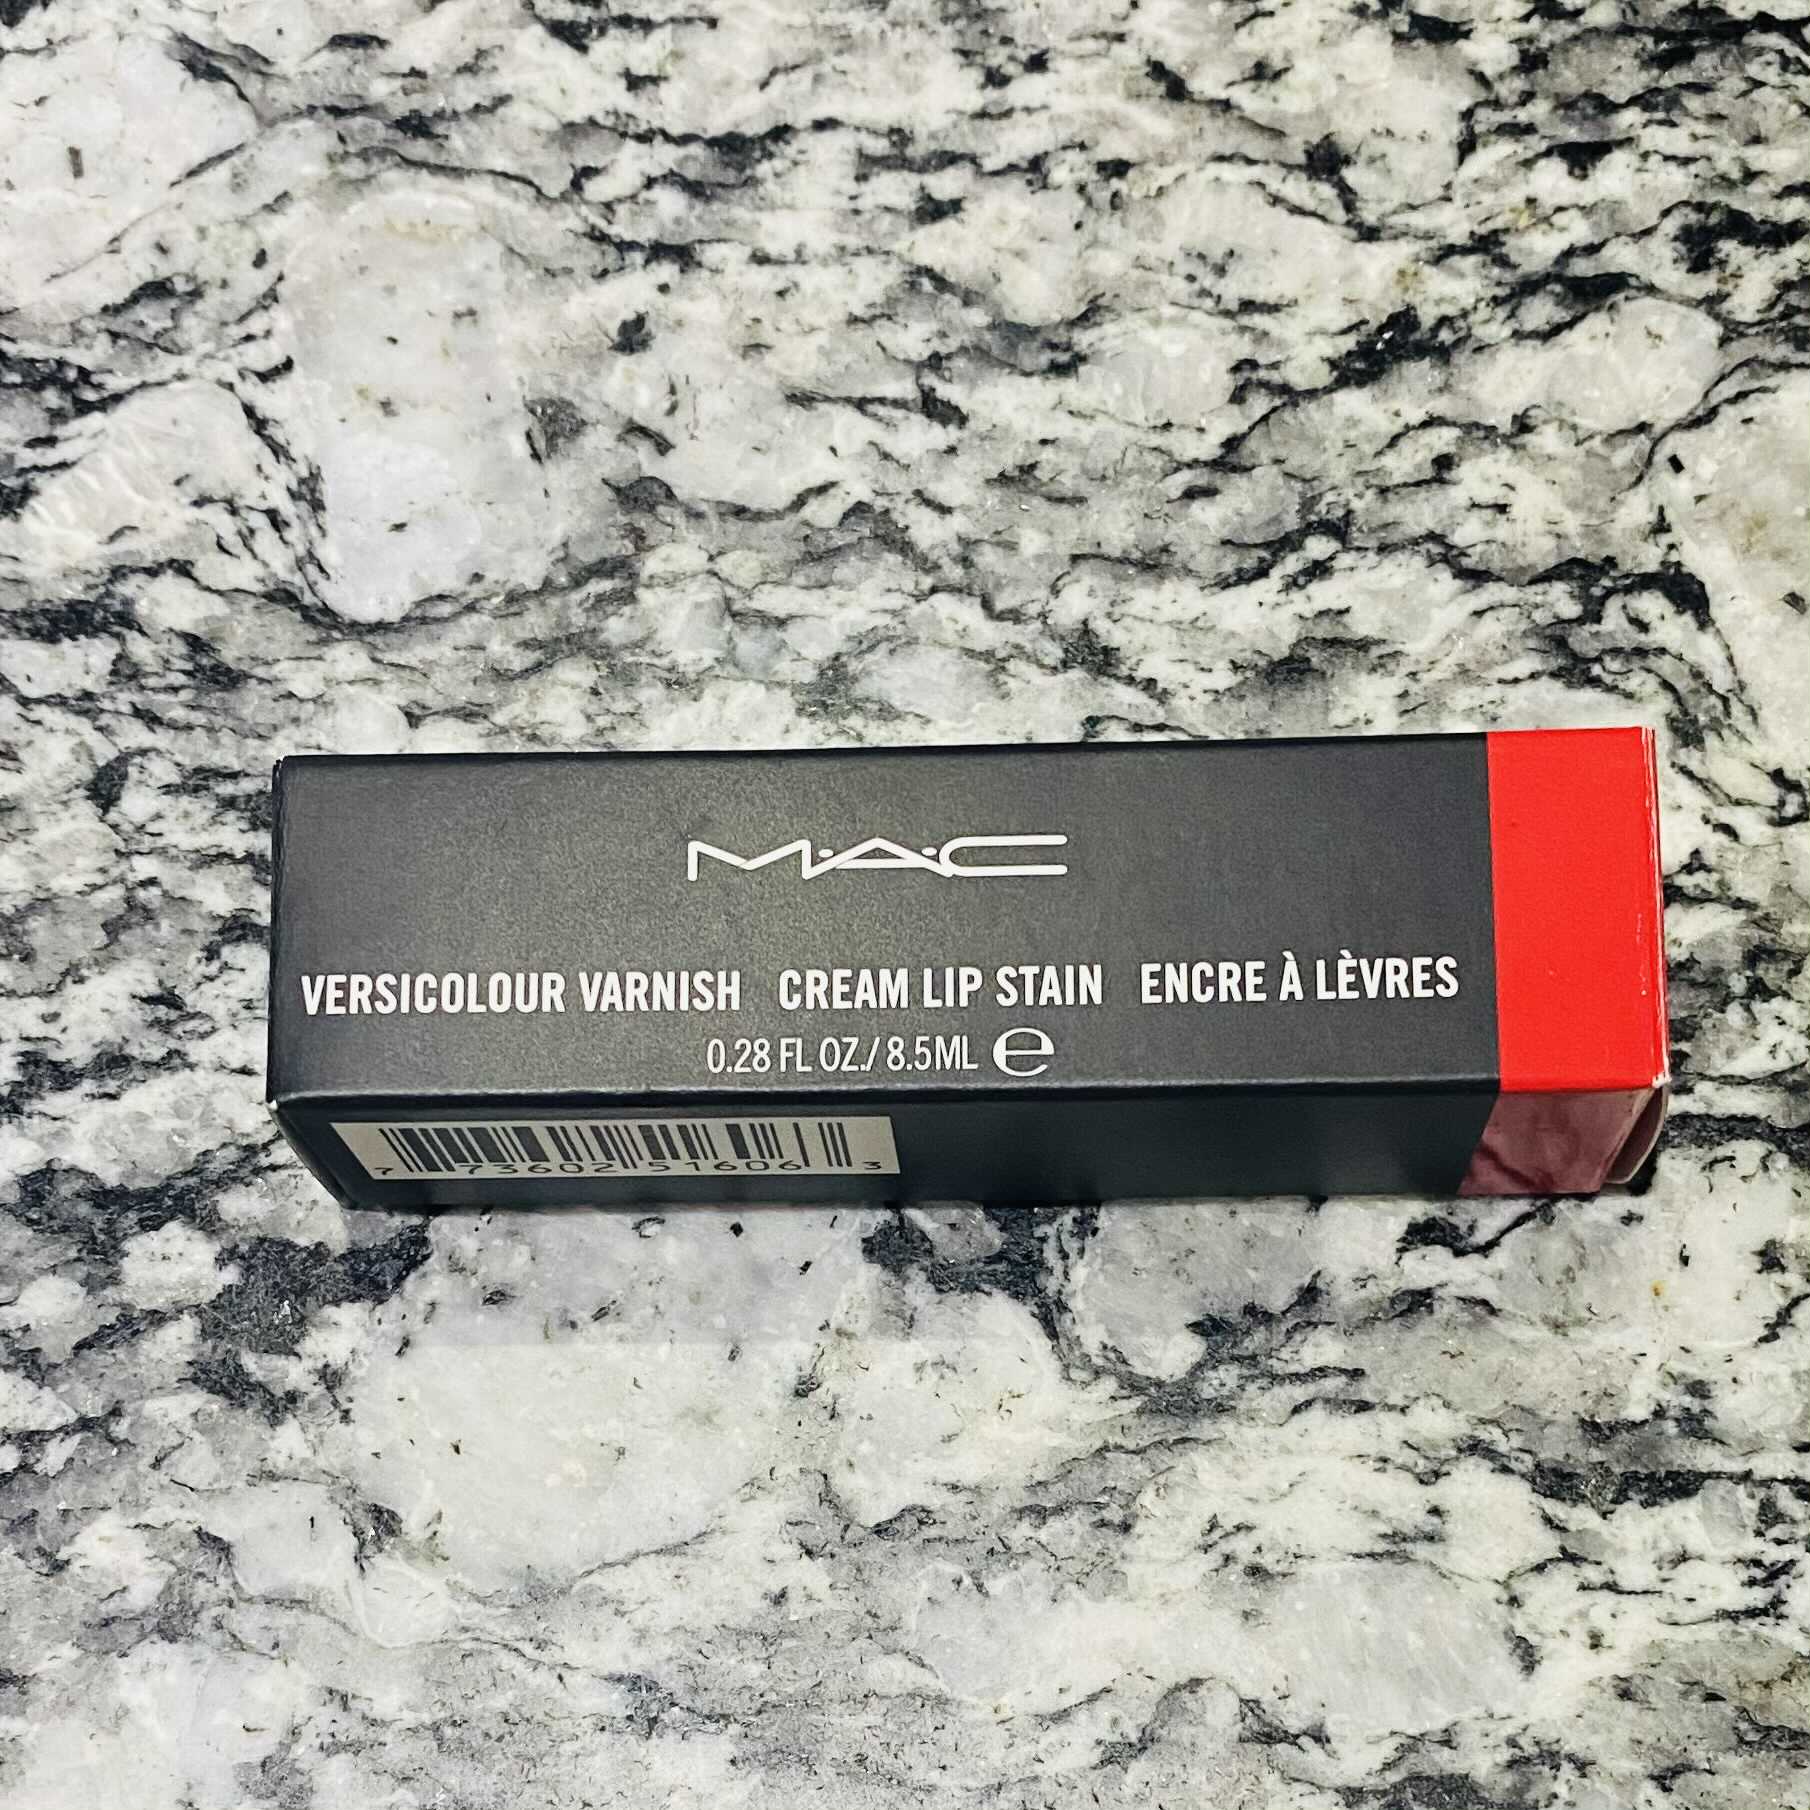 M·A·C
VERSICOLOUR VARNISH CREAM LIP STAIN ENCRE À LÈVRES
0.28 FL OZ./8.5ML ℮
7 73602 51606 3